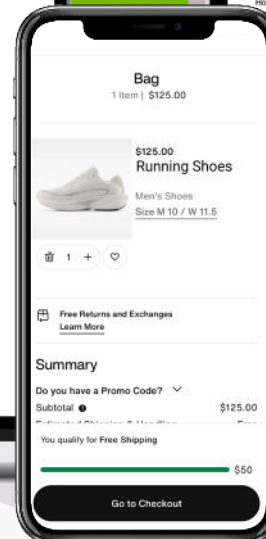 Bag
1 Item | $125.00
$125.00
Running Shoes
Men's Shoes
Size M 10 / W 11.5
1 +
Free Returns and Exchanges
Learn More
Summary
Do you have a Promo Code?
Subtotal $125.00
You qualify for Free Shipping
$50
Go to Checkout